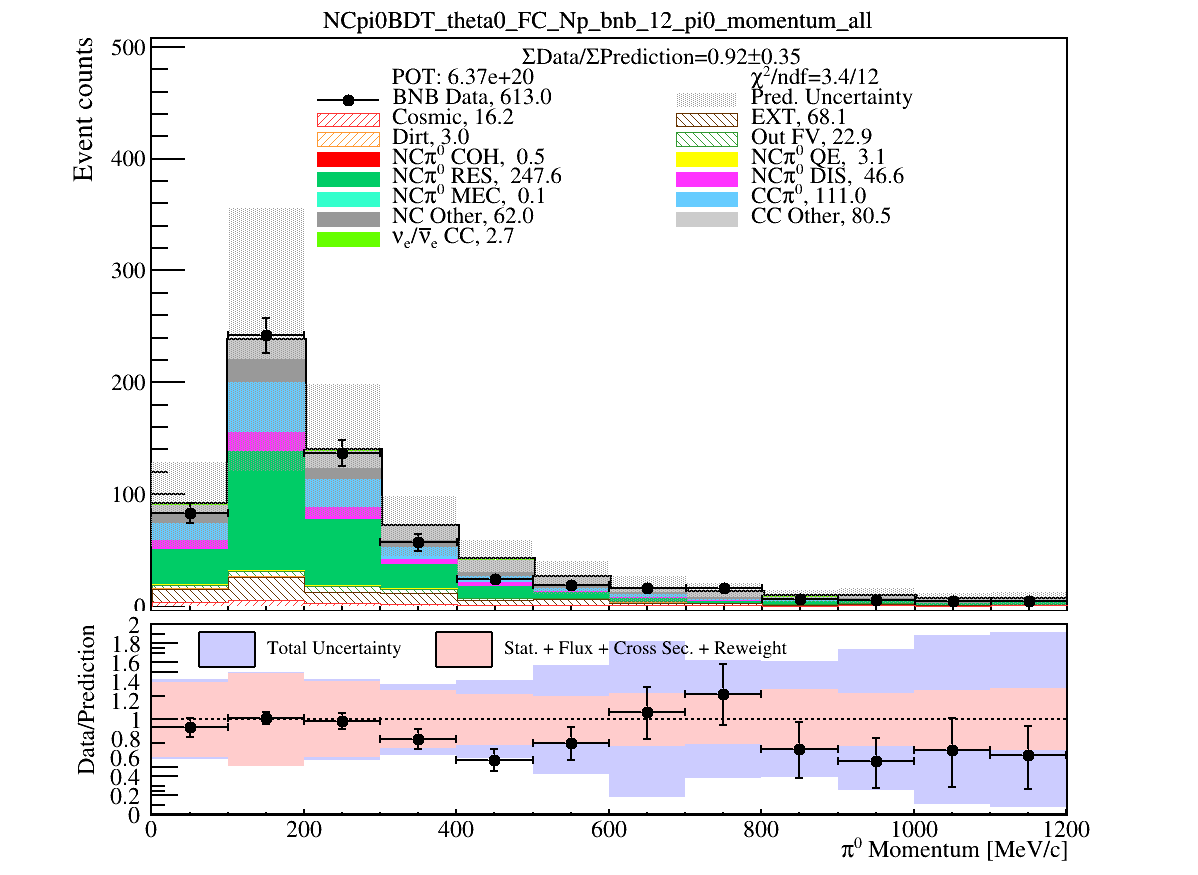 NCpi0BDT_theta0_FC_Np_bnb_12_pi0_momentum_all
ΣData/ΣPrediction=0.92±0.35
POT: 6.37e+20
χ²/ndf=3.4/12
BNB Data, 613.0
Pred. Uncertainty
Cosmic, 16.2
EXT, 68.1
Dirt, 3.0
Out FV, 22.9
NCπ⁰ COH, 0.5
NCπ⁰ QE, 3.1
NCπ⁰ RES, 247.6
NCπ⁰ DIS, 46.6
NCπ⁰ MEC, 0.1
CCπ⁰, 111.0
NC Other, 62.0
CC Other, 80.5
νₑ/ν̄ₑ CC, 2.7
Event counts
500
400
300
200
100
0
Total Uncertainty
Stat. + Flux + Cross Sec. + Reweight
Data/Prediction
2
1.8
1.6
1.4
1.2
1
0.8
0.6
0.4
0.2
0
0 200 400 600 800 1000 1200
π⁰ Momentum [MeV/c]